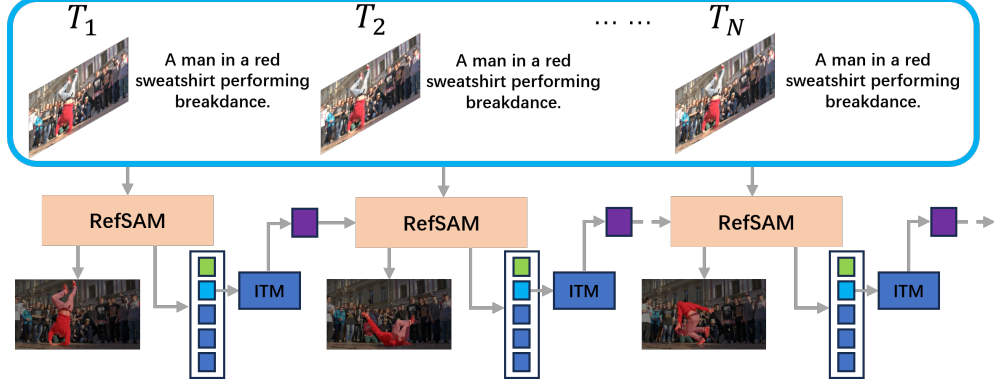 T1
T2
... ...
TN
A man in a red
sweatshirt performing
breakdance.
A man in a red
sweatshirt performing
breakdance.
A man in a red
sweatshirt performing
breakdance.
RefSAM
RefSAM
RefSAM
ITM
ITM
ITM